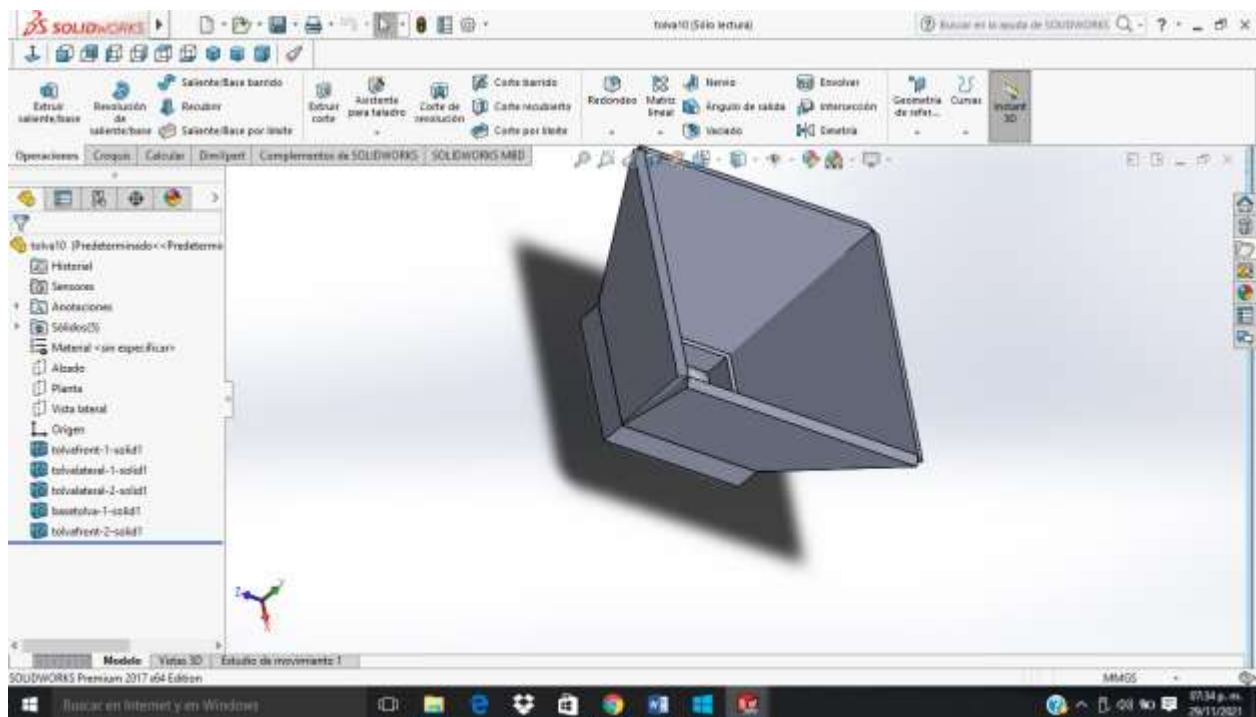 SOLIDWORKS
tolva10 (Sólo lectura)
Buscar en la ayuda de SOLIDWORKS
Extruir saliente/base
Revolución de saliente/base
Saliente/Base barrido
Recubrir
Saliente/Base por límite
Extruir corte
Asistente para taladro
Corte de revolución
Corte barrido
Corte recubierto
Corte por límite
Redondeo
Matriz lineal
Nervio
Ángulo de salida
Vaciado
Envolver
Intersección
Simetría
Geometría de refer...
Curvas
Instant 3D
Operaciones
Croquis
Calcular
DimXpert
Complementos de SOLIDWORKS
SOLIDWORKS MBD
tolva10 (Predeterminado<<Predetermi
Historial
Sensores
Anotaciones
Sólidos(5)
Material <sin especificar>
Alzado
Planta
Vista lateral
Origen
tolvafront-1-solid1
tolvalateral-1-solid1
tolvalateral-2-solid1
basetolva-1-solid1
tolvafront-2-solid1
Modelo
Vistas 3D
Estudio de movimiento 1
SOLIDWORKS Premium 2017 x64 Edition
MMGS
Buscar en Internet y en Windows
07:34 p. m.
29/11/2021